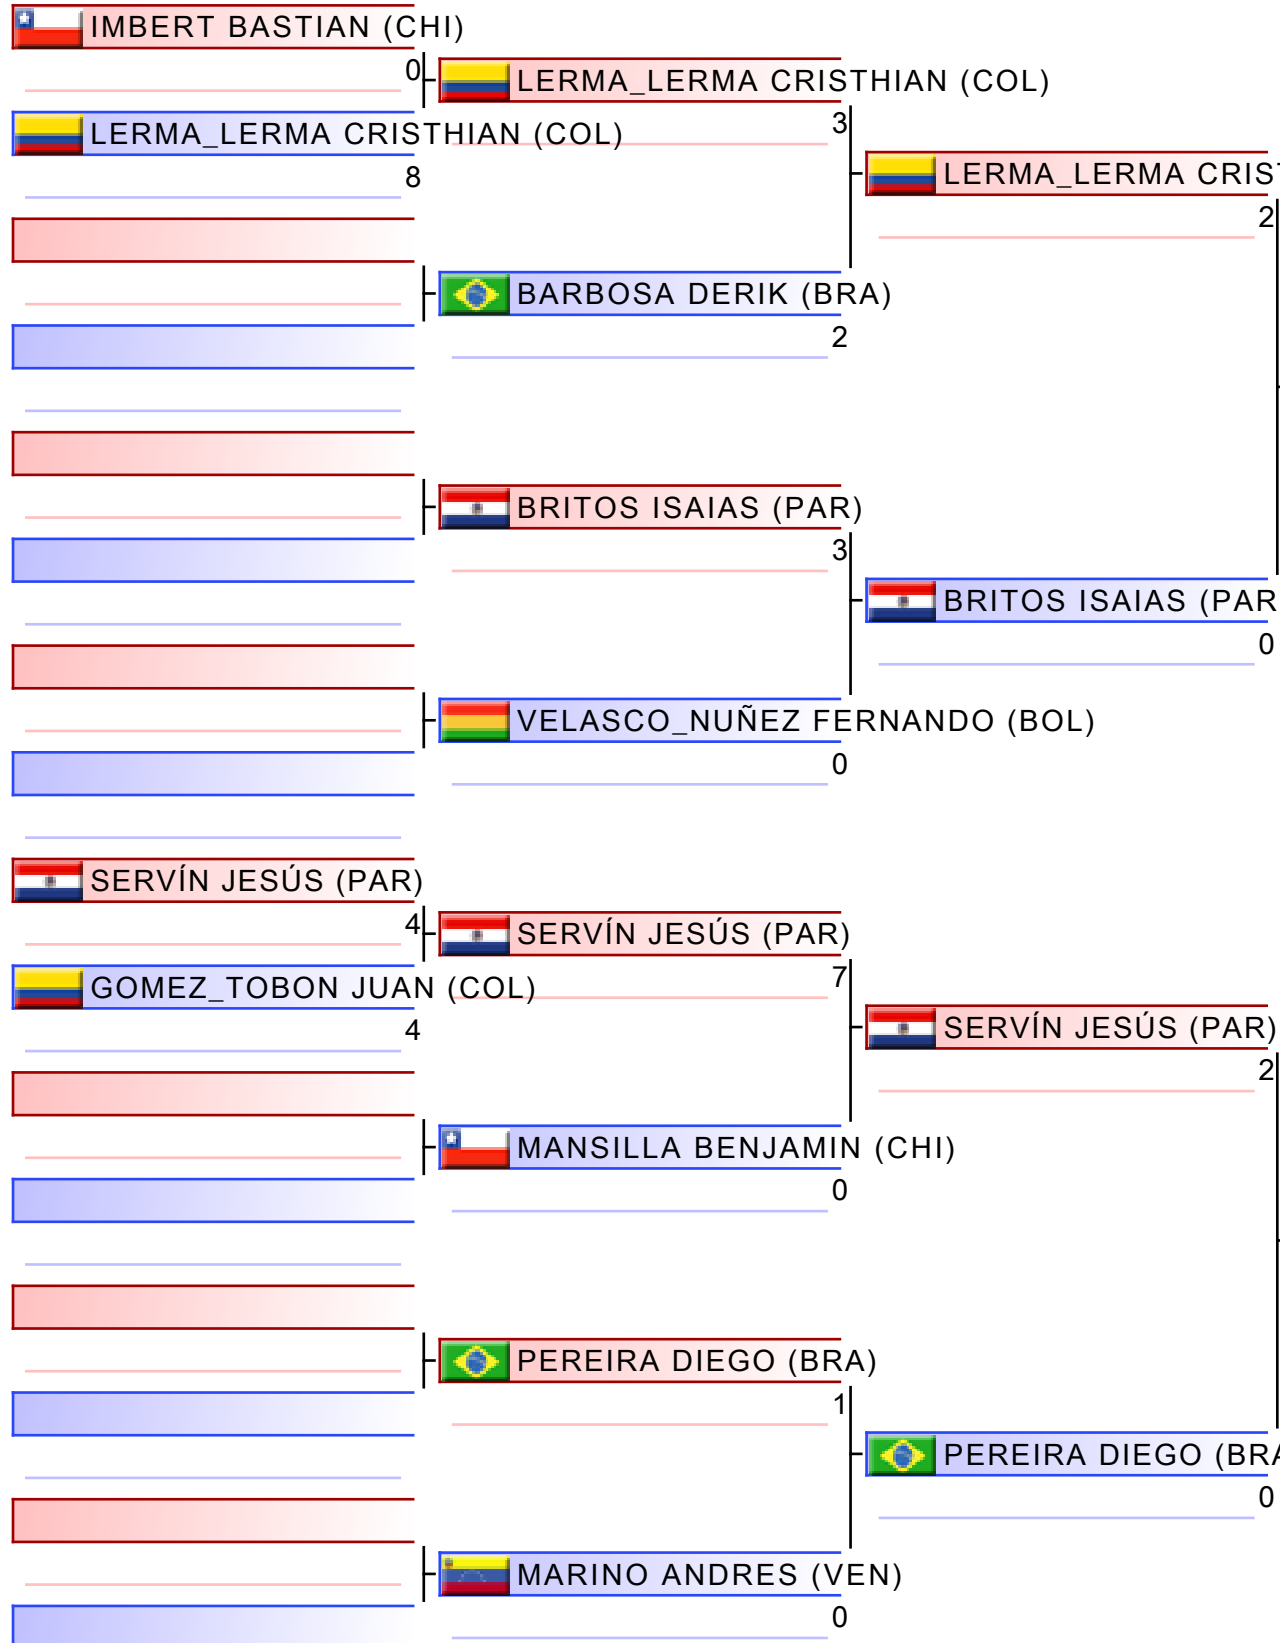 IMBERT BASTIAN (CHI)
0
LERMA_LERMA CRISTHIAN (COL)
8
LERMA_LERMA CRISTHIAN (COL)
3
BARBOSA DERIK (BRA)
2
LERMA_LERMA CRIST
2
BRITOS ISAIAS (PAR)
3
VELASCO_NUÑEZ FERNANDO (BOL)
0
BRITOS ISAIAS (PAR
0
SERVÍN JESÚS (PAR)
4
GOMEZ_TOBON JUAN (COL)
4
SERVÍN JESÚS (PAR)
7
MANSILLA BENJAMIN (CHI)
0
SERVÍN JESÚS (PAR)
2
PEREIRA DIEGO (BRA)
1
MARINO ANDRES (VEN)
0
PEREIRA DIEGO (BRA
0